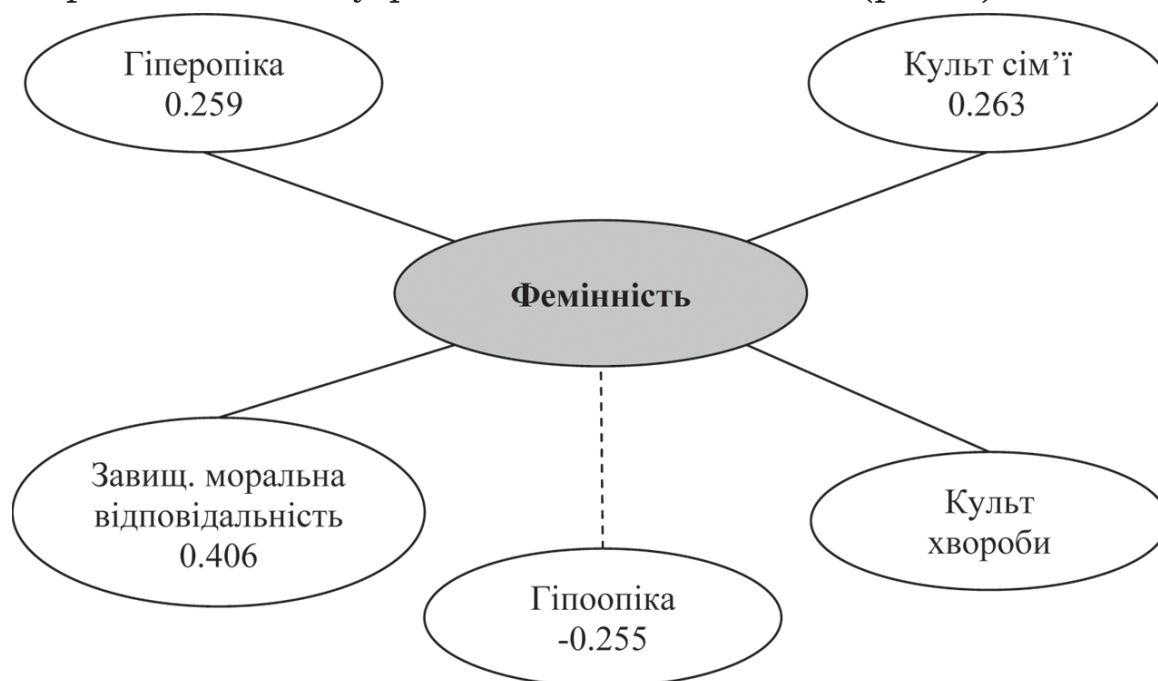 Гіперопіка
0.259
Культ сім’ї
0.263
Фемінність
Завищ. моральна
відповідальність
0.406
Гіпоопіка
-0.255
Культ
хвороби